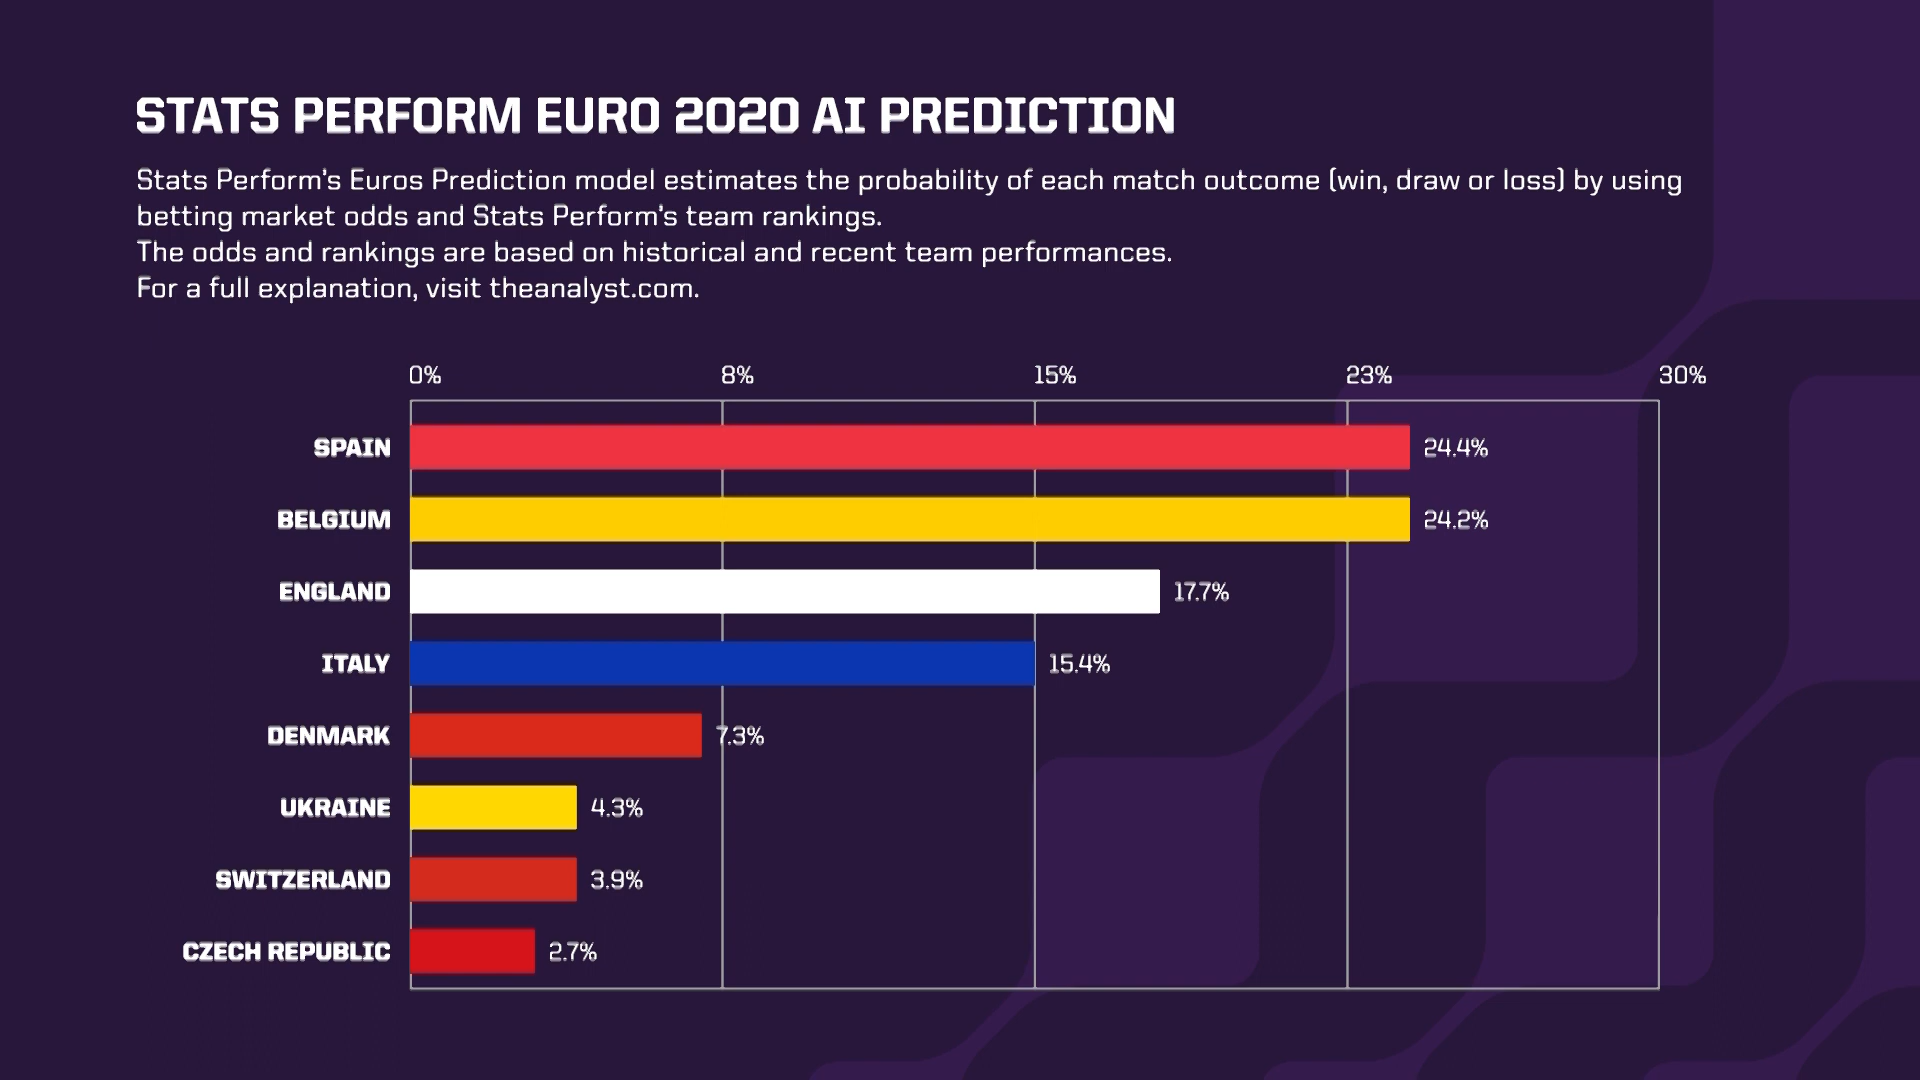 STATS PERFORM EURO 2020 AI PREDICTION
Stats Perform's Euros Prediction model estimates the probability of each match outcome (win, draw or loss) by using
betting market odds and Stats Perform's team rankings.
The odds and rankings are based on historical and recent team performances.
For a full explanation, visit theanalyst.com.
0% 8% 15% 23% 30%
SPAIN 24.4%
BELGIUM 24.2%
ENGLAND 17.7%
ITALY 15.4%
DENMARK 7.3%
UKRAINE 4.3%
SWITZERLAND 3.9%
CZECH REPUBLIC 2.7%